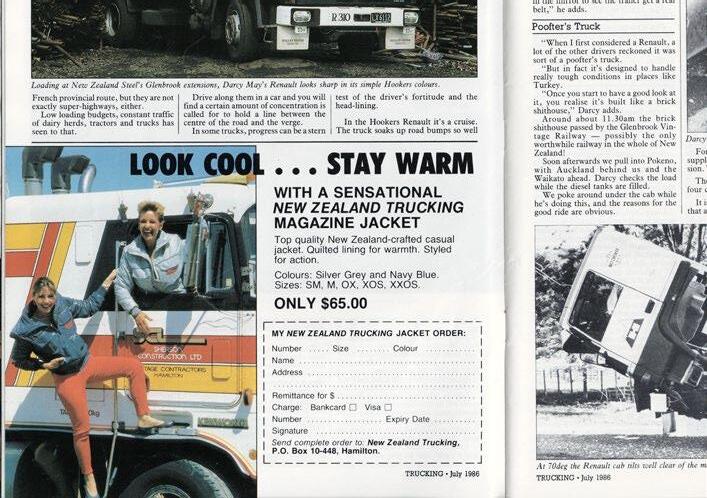 R 310
Loading at New Zealand Steel's Glenbrook extensions, Darcy May's Renault looks sharp in its simple Hookers colours.
French provincial route, but they are not
exactly super-highways, either.
Low loading budgets, constant traffic
of dairy herds, tractors and trucks has
seen to that.
Drive along them in a car and you will
find a certain amount of concentration is
called for to hold a line between the
centre of the road and the verge.
In some trucks, progress can be a stern
test of the driver's fortitude and the
head-lining.
In the Hookers Renault it's a cruise.
The truck soaks up road bumps so well
LOOK COOL . . . STAY WARM
WITH A SENSATIONAL
NEW ZEALAND TRUCKING
MAGAZINE JACKET
Top quality New Zealand-crafted casual
jacket. Quilted lining for warmth. Styled
for action.
Colours: Silver Grey and Navy Blue.
Sizes: SM, M, OX, XOS, XXOS.
ONLY $65.00
MY NEW ZEALAND TRUCKING JACKET ORDER:
Number ..... Size ..... Colour
Name
Address
Remittance for $
Charge: Bankcard □ Visa □
Number ..... Expiry Date
Signature
Send complete order to: New Zealand Trucking,
P.O. Box 10-448, Hamilton.
CONSTRUCTION LTD
HAMILTON
KENWORTH
TRUCKING • July 1986
belt," he adds.
Poofter's Truck
"When I first considered a Renault, a
lot of the other drivers reckoned it was
sort of a poofter's truck.
"But in fact it's designed to handle
really tough conditions in places like
Turkey.
"Once you start to have a good look at
it, you realise it's built like a brick
shithouse," Darcy adds.
Around about 11.30am the brick
shithouse passed by the Glenbrook Vin-
tage Railway — possibly the only
worthwhile railway in the whole of New
Zealand!
Soon afterwards we pull into Pokeno,
with Auckland behind us and the
Waikato ahead. Darcy checks the load
while the diesel tanks are filled.
We poke around under the cab while
he's doing this, and the reasons for the
good ride are obvious.
Darcy
For
suppl
sion.
The
four c
It is
that a
At 70deg the Renault cab tilts well clear of the m
TRUCKING • July 1986